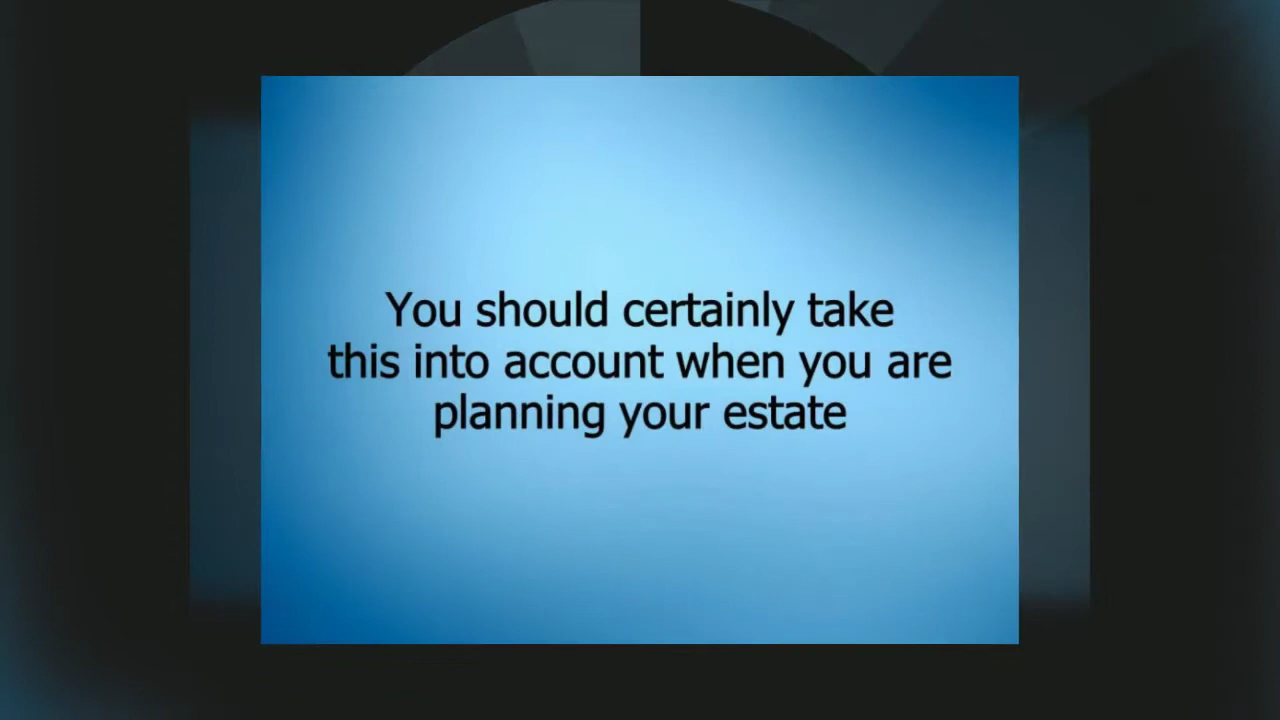 You should certainly take
this into account when you are
planning your estate